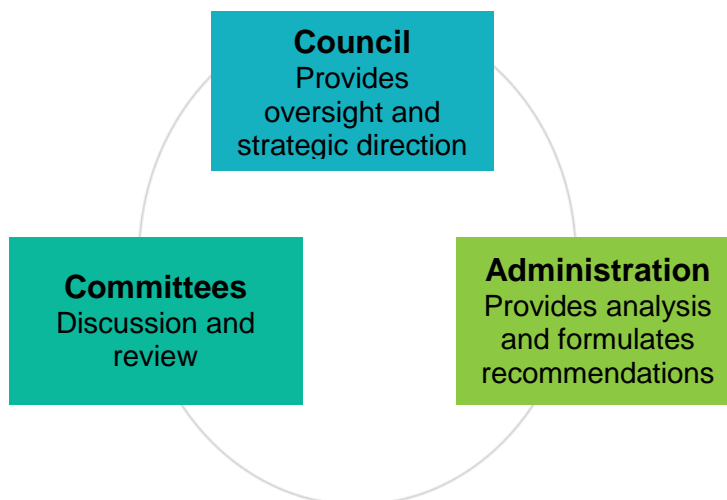 Council
Provides
oversight and
strategic direction
Committees
Discussion and
review
Administration
Provides analysis
and formulates
recommendations